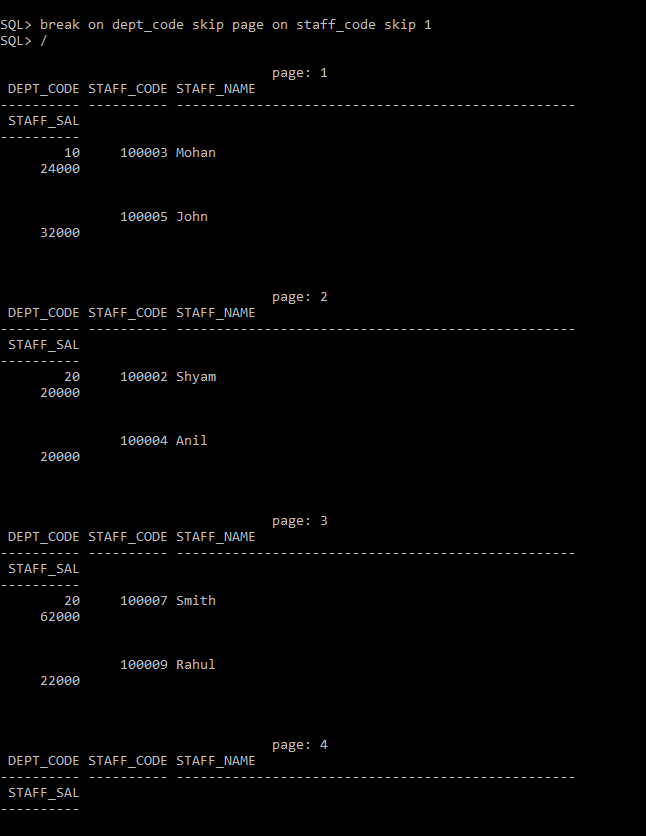 SQL> break on dept_code skip page on staff_code skip 1
SQL> /
page: 1
DEPT_CODE STAFF_CODE STAFF_NAME
---------- ---------- --------------------------------------------------
STAFF_SAL
----------
10 100003 Mohan
24000
100005 John
32000
page: 2
DEPT_CODE STAFF_CODE STAFF_NAME
---------- ---------- --------------------------------------------------
STAFF_SAL
----------
20 100002 Shyam
20000
100004 Anil
20000
page: 3
DEPT_CODE STAFF_CODE STAFF_NAME
---------- ---------- --------------------------------------------------
STAFF_SAL
----------
20 100007 Smith
62000
100009 Rahul
22000
page: 4
DEPT_CODE STAFF_CODE STAFF_NAME
---------- ---------- --------------------------------------------------
STAFF_SAL
----------